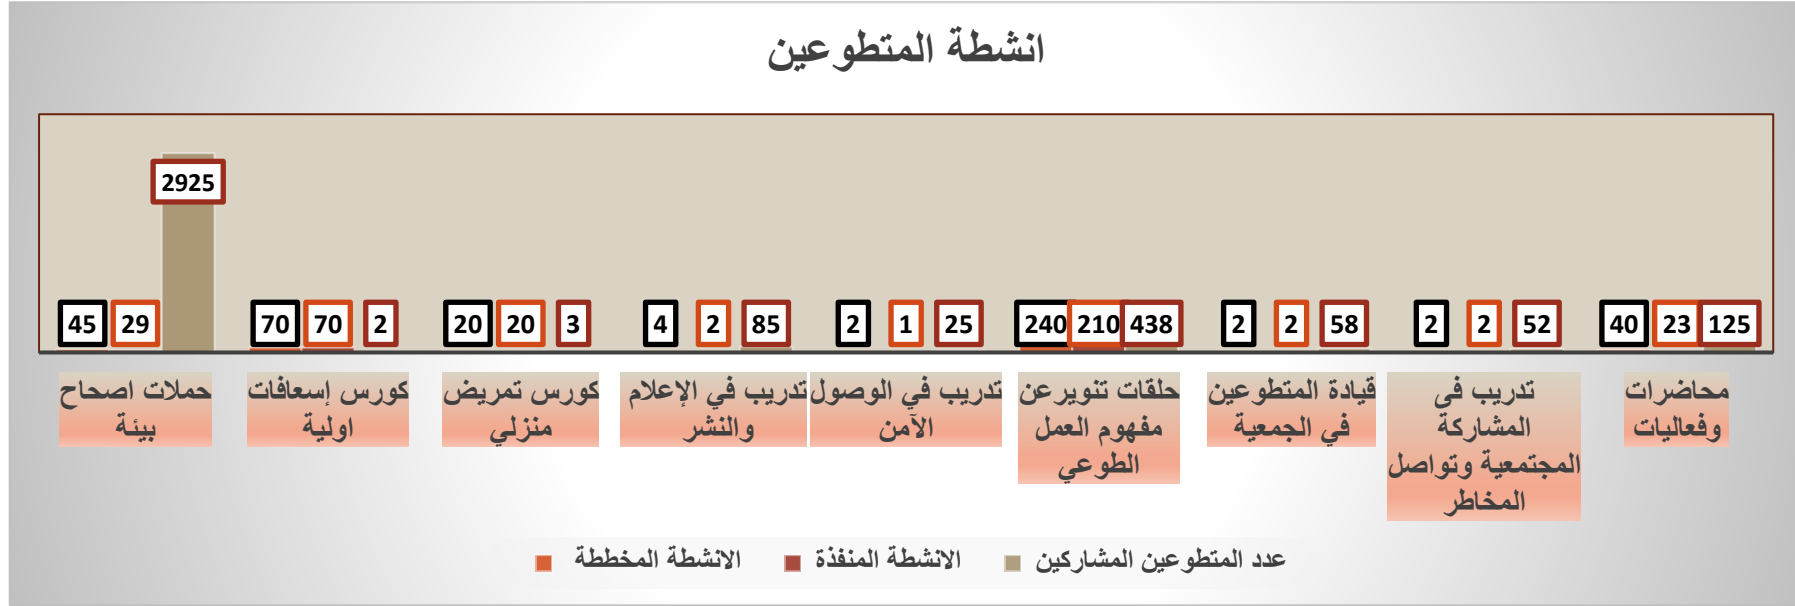 انشطة المتطوعين
2925
45 29
70 70 2
20 20 3
4 2 85
2 1 25
240 210 438
2 2 58
2 2 52
40 23 125
حملات اصحاح
بيئة
كورس إسعافات
اولية
كورس تمريض
منزلي
تدريب في الإعلام
والنشر
تدريب في الوصول
الآمن
حلقات تنويرعن
مفهوم العمل
الطوعي
قيادة المتطوعين
في الجمعية
تدريب في
المشاركة
المجتمعية وتواصل
المخاطر
محاضرات
وفعاليات
الانشطة المخططة
الانشطة المنفذة
عدد المتطوعين المشاركين